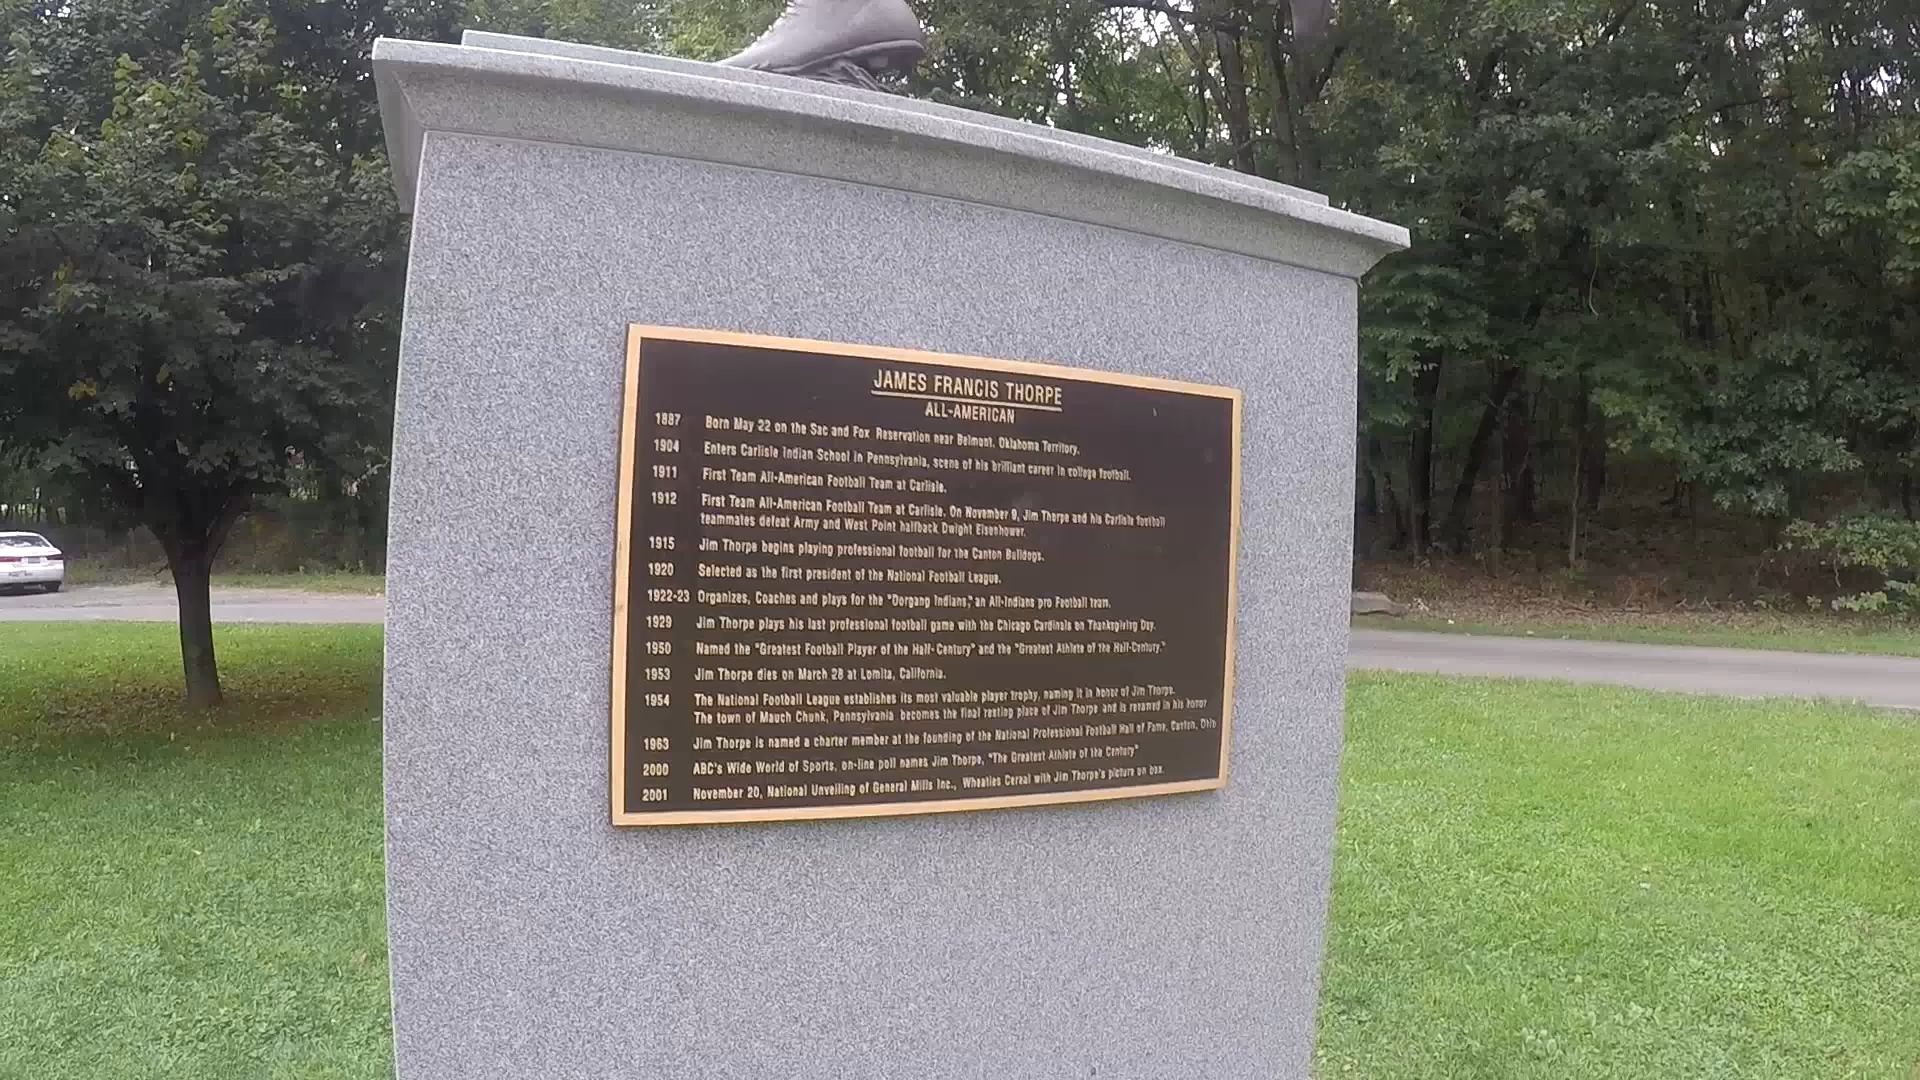 JAMES FRANCIS THORPE
ALL-AMERICAN
1887 Born May 22 on the Sac and Fox Reservation near Belmont, Oklahoma Territory.
1904 Enters Carlisle Indian School in Pennsylvania, scene of his brilliant career in college football.
1911 First Team All-American Football Team at Carlisle.
1912 First Team All-American Football Team at Carlisle. On November 9, Jim Thorpe and his Carlisle football
teammates defeat Army and West Point halfback Dwight Eisenhower.
1915 Jim Thorpe begins playing professional football for the Canton Bulldogs.
1920 Selected as the first president of the National Football League.
1922-23 Organizes, Coaches and plays for the "Oorgang Indians," an All-Indians pro Football team.
1929 Jim Thorpe plays his last professional football game with the Chicago Cardinals on Thanksgiving Day.
1950 Named the "Greatest Football Player of the Half-Century" and the "Greatest Athlete of the Half-Century."
1953 Jim Thorpe dies on March 28 at Lomita, California.
1954 The National Football League establishes its most valuable player trophy, naming it in honor of Jim Thorpe.
The town of Mauch Chunk, Pennsylvania becomes the final resting place of Jim Thorpe and is renamed in his honor
1963 Jim Thorpe is named a charter member at the founding of the National Professional Football Hall of Fame, Canton, Ohio
2000 ABC's Wide World of Sports, on-line poll names Jim Thorpe, "The Greatest Athlete of the Century"
2001 November 20, National Unveiling of General Mills Inc., Wheaties Cereal with Jim Thorpe's picture on box.